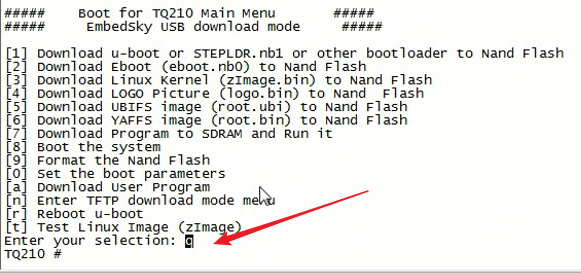 ##### Boot for TQ210 Main Menu #####
##### EmbedSky USB download mode #####
[1] Download u-boot or STEPLDR.nb1 or other bootloader to Nand Flash
[2] Download Eboot (eboot.nb0) to Nand Flash
[3] Download Linux Kernel (zImage.bin) to Nand Flash
[4] Download LOGO Picture (logo.bin) to Nand Flash
[5] Download UBIFS image (root.ubi) to Nand Flash
[6] Download YAFFS image (root.bin) to Nand Flash
[7] Download Program to SDRAM and Run it
[8] Boot the system
[9] Format the Nand Flash
[0] Set the boot parameters
[a] Download User Program
[n] Enter TFTP download mode menu
[r] Reboot u-boot
[t] Test Linux Image (zImage)
Enter your selection: q
TQ210 #